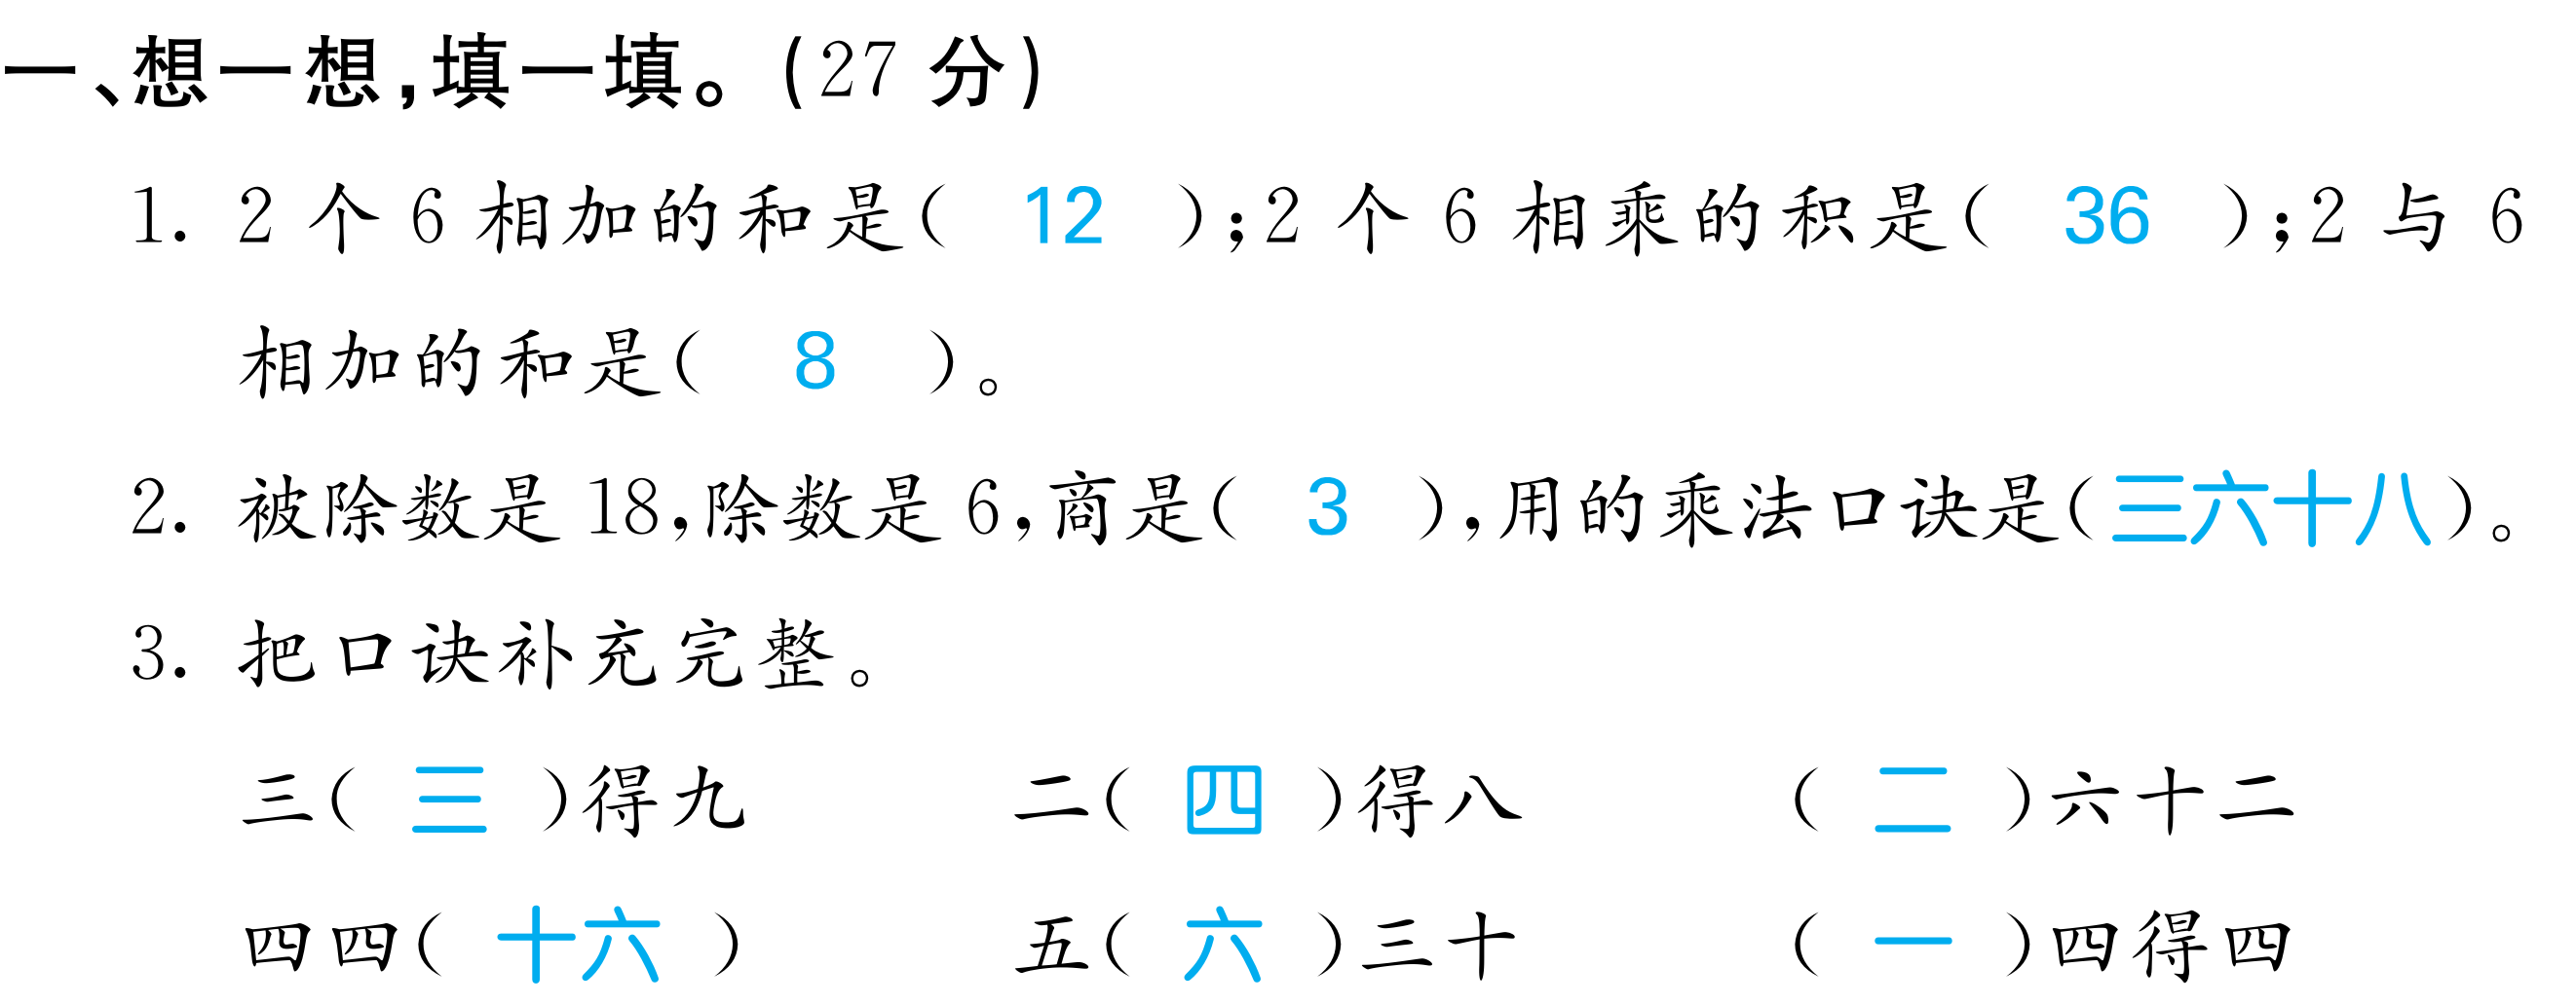 一、想一想,填一填。(27 分)
1. 2 个 6 相加的和是( 12 );2 个 6 相乘的积是( 36 );2 与 6
相加的和是( 8 )。
2. 被除数是 18,除数是 6,商是( 3 ),用的乘法口诀是(三六十八)。
3. 把口诀补充完整。
三( 三 )得九 二( 四 )得八 ( 二 )六十二
四四( 十六 ) 五( 六 )三十 ( 一 )四得四